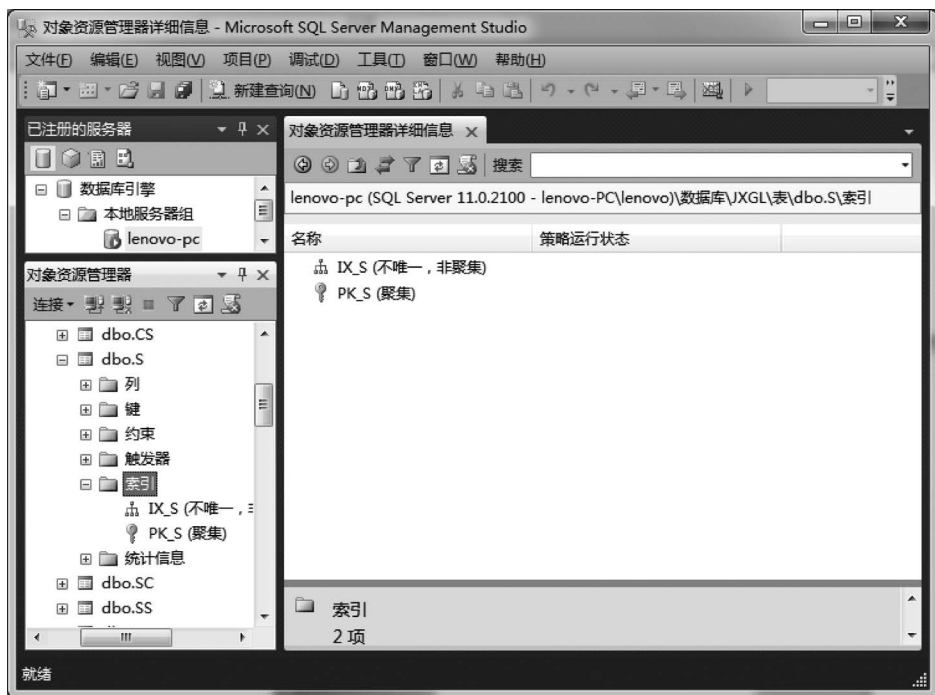 对象资源管理器详细信息 - Microsoft SQL Server Management Studio
文件(F) 编辑(E) 视图(V) 项目(P) 调试(D) 工具(T) 窗口(W) 帮助(H)
新建查询(N)
已注册的服务器
数据库引擎
本地服务器组
lenovo-pc
对象资源管理器
连接
dbo.CS
dbo.S
列
键
约束
触发器
索引
IX_S (不唯一，
PK_S (聚集)
统计信息
dbo.SC
dbo.SS
对象资源管理器详细信息
搜索
lenovo-pc (SQL Server 11.0.2100 - lenovo-PC\lenovo)\数据库\JXGL\表\dbo.S\索引
名称 策略运行状态
IX_S (不唯一，非聚集)
PK_S (聚集)
索引
2 项
就绪